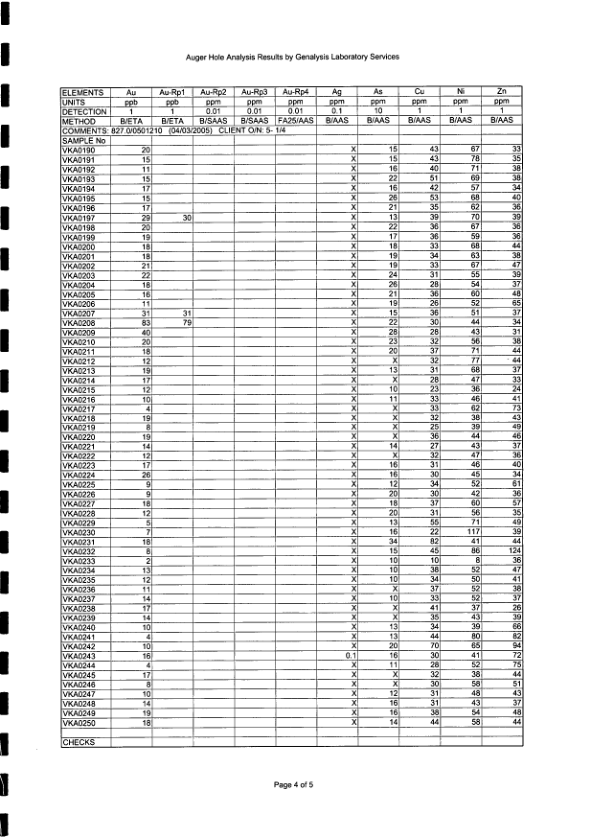 Auger Hole Analysis Results by Genalysis Laboratory Services
ELEMENTS Au Au-Rp1 Au-Rp2 Au-Rp3 Au-Rp4 Ag As Cu Ni Zn
UNITS ppb ppb ppm ppm ppm ppm ppm ppm ppm ppm
DETECTION 1 1 0.01 0.01 0.01 0.1 10 1 1 1
METHOD B/ETA B/ETA B/SAAS B/SAAS FA25/AAS B/AAS B/AAS B/AAS B/AAS B/AAS
COMMENTS: 827.0/0501210 (04/03/2005) CLIENT O/N: 5- 1/4
SAMPLE No
VKA0190 20 X 15 43 67 33
VKA0191 15 X 15 43 78 35
VKA0192 11 X 16 40 71 38
VKA0193 15 X 22 51 69 38
VKA0194 17 X 16 42 57 34
VKA0195 15 X 26 53 68 40
VKA0196 17 X 21 35 62 36
VKA0197 29 30 X 13 39 70 39
VKA0198 20 X 22 36 67 36
VKA0199 19 X 17 36 59 36
VKA0200 18 X 18 33 68 44
VKA0201 18 X 19 34 63 38
VKA0202 21 X 19 33 67 47
VKA0203 22 X 24 31 55 39
VKA0204 18 X 26 28 54 37
VKA0205 16 X 21 36 60 48
VKA0206 11 X 19 26 52 65
VKA0207 31 31 X 15 36 51 37
VKA0208 83 79 X 22 30 44 34
VKA0209 40 X 28 28 43 31
VKA0210 20 X 23 32 56 38
VKA0211 18 X 20 37 71 44
VKA0212 12 X X 32 77 44
VKA0213 19 X 13 31 68 37
VKA0214 17 X X 28 47 33
VKA0215 12 X 10 23 36 24
VKA0216 10 X 11 33 46 41
VKA0217 4 X X 33 62 73
VKA0218 19 X X 32 38 43
VKA0219 8 X X 25 39 49
VKA0220 19 X X 36 44 46
VKA0221 14 X 14 27 43 37
VKA0222 12 X X 32 47 36
VKA0223 17 X 16 31 46 40
VKA0224 26 X 16 30 45 34
VKA0225 9 X 12 34 52 61
VKA0226 9 X 20 30 42 36
VKA0227 18 X 18 37 60 57
VKA0228 12 X 20 31 56 35
VKA0229 5 X 13 55 71 49
VKA0230 7 X 16 22 117 39
VKA0231 18 X 34 82 41 44
VKA0232 8 X 15 45 86 124
VKA0233 2 X 10 10 8 36
VKA0234 13 X 10 38 52 47
VKA0235 12 X 10 34 50 41
VKA0236 11 X X 37 52 38
VKA0237 14 X 10 33 52 37
VKA0238 17 X X 41 37 26
VKA0239 14 X X 35 43 39
VKA0240 10 X 13 34 39 66
VKA0241 4 X 13 44 80 82
VKA0242 10 X 20 70 65 94
VKA0243 16 0.1 16 30 41 72
VKA0244 4 X 11 28 52 75
VKA0245 17 X X 32 38 44
VKA0246 8 X X 30 58 51
VKA0247 10 X 12 31 48 43
VKA0248 14 X 16 31 43 37
VKA0249 19 X 16 38 54 48
VKA0250 18 X 14 44 58 44
CHECKS
Page 4 of 5